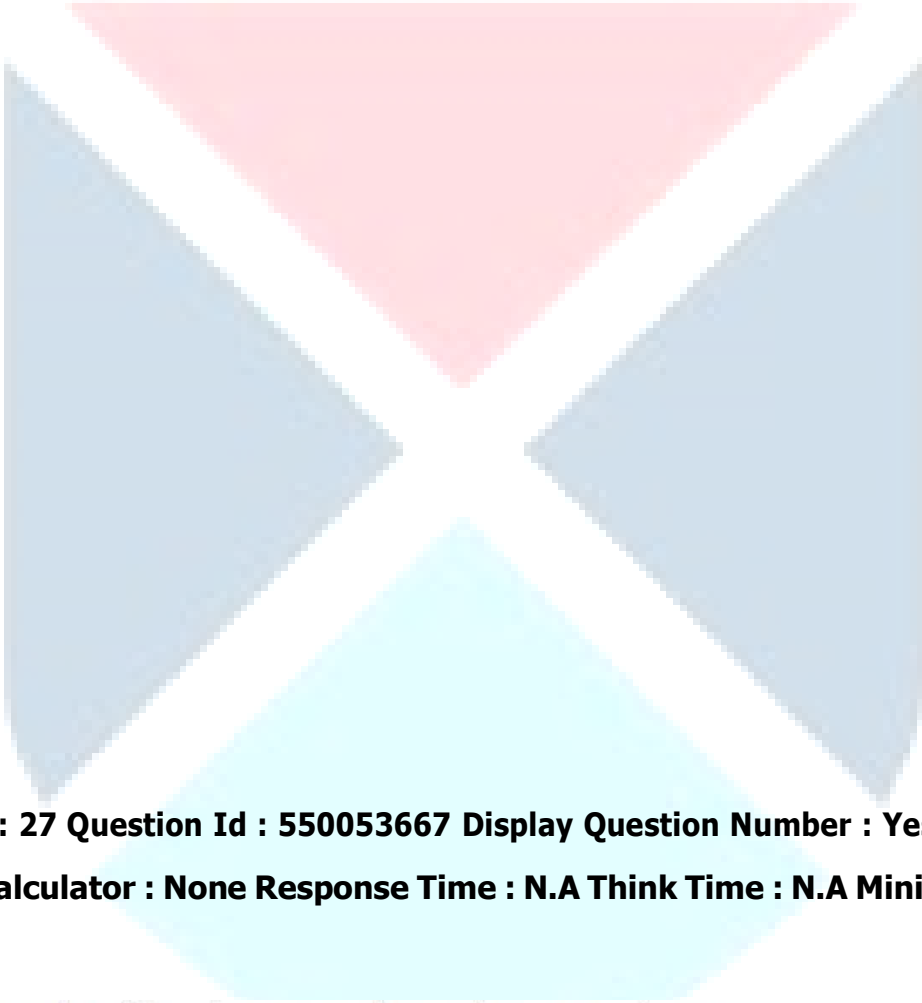 : 27 Question Id : 550053667 Display Question Number : Ye
alculator : None Response Time : N.A Think Time : N.A Mini